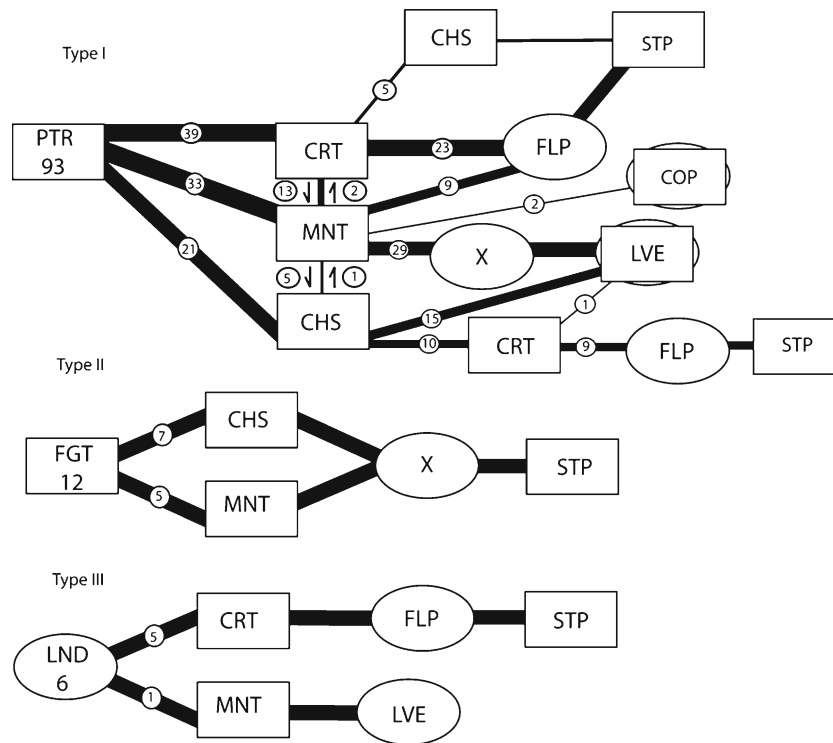 Type I
CHS
STP
5
PTR
93
39
CRT
23
FLP
33
13
2
9
COP
2
MNT
21
29
X
LVE
5
1
15
1
CHS
10
CRT
9
FLP
STP
Type II
FGT
12
7
CHS
X
STP
5
MNT
Type III
LND
6
5
CRT
FLP
STP
1
MNT
LVE